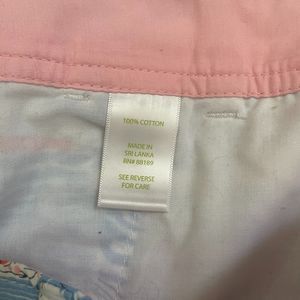 100% COTTON
MADE IN
SRI LANKA
RN# 88189
SEE REVERSE
FOR CARE